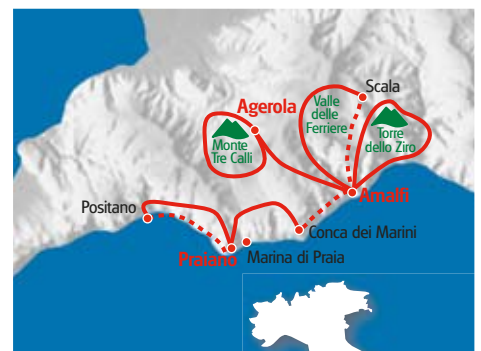 Scala
Agerola
Valle
delle
Ferriere
Monte
Tre Calli
Torre
dello Ziro
Amalfi
Positano
Conca dei Marini
Praiano
Marina di Praia